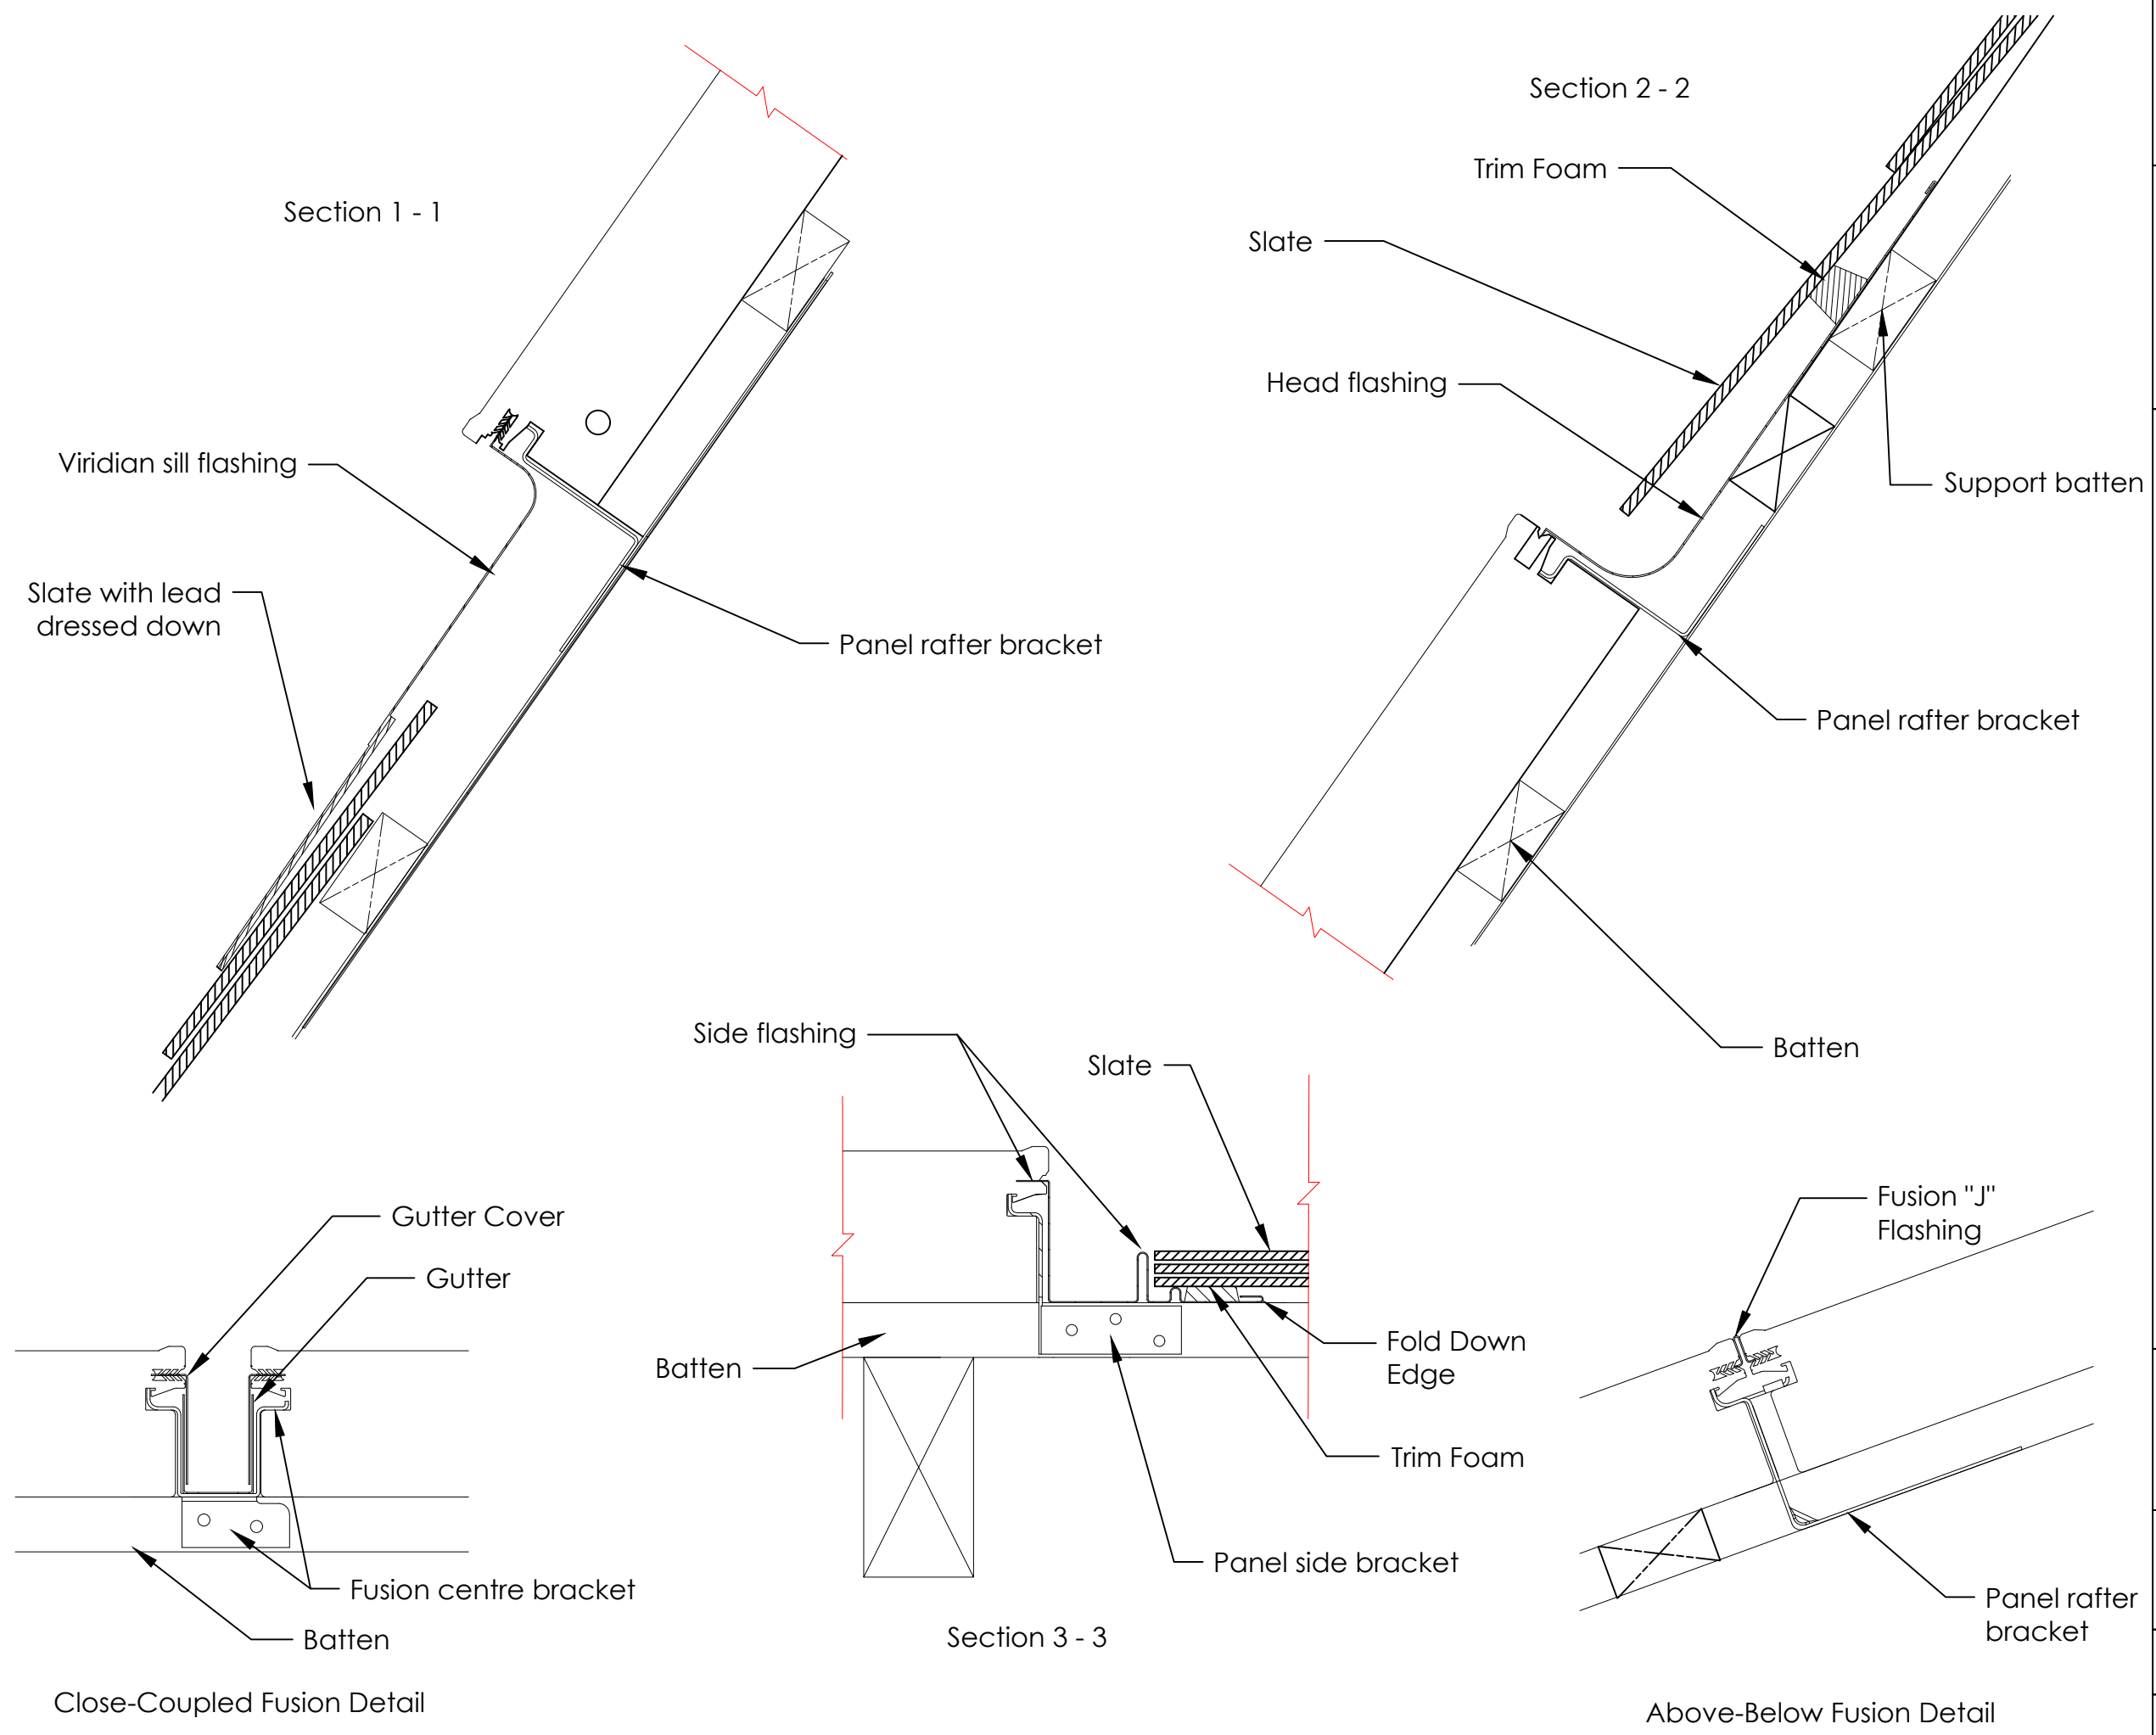 Section 1 - 1
Viridian sill flashing
Slate with lead
dressed down
Panel rafter bracket
Section 2 - 2
Trim Foam
Slate
Head flashing
Support batten
Panel rafter bracket
Batten
Gutter Cover
Gutter
Fusion centre bracket
Batten
Close-Coupled Fusion Detail
Side flashing
Slate
Batten
Fold Down
Edge
Trim Foam
Panel side bracket
Section 3 - 3
Fusion "J"
Flashing
Panel rafter
bracket
Above-Below Fusion Detail